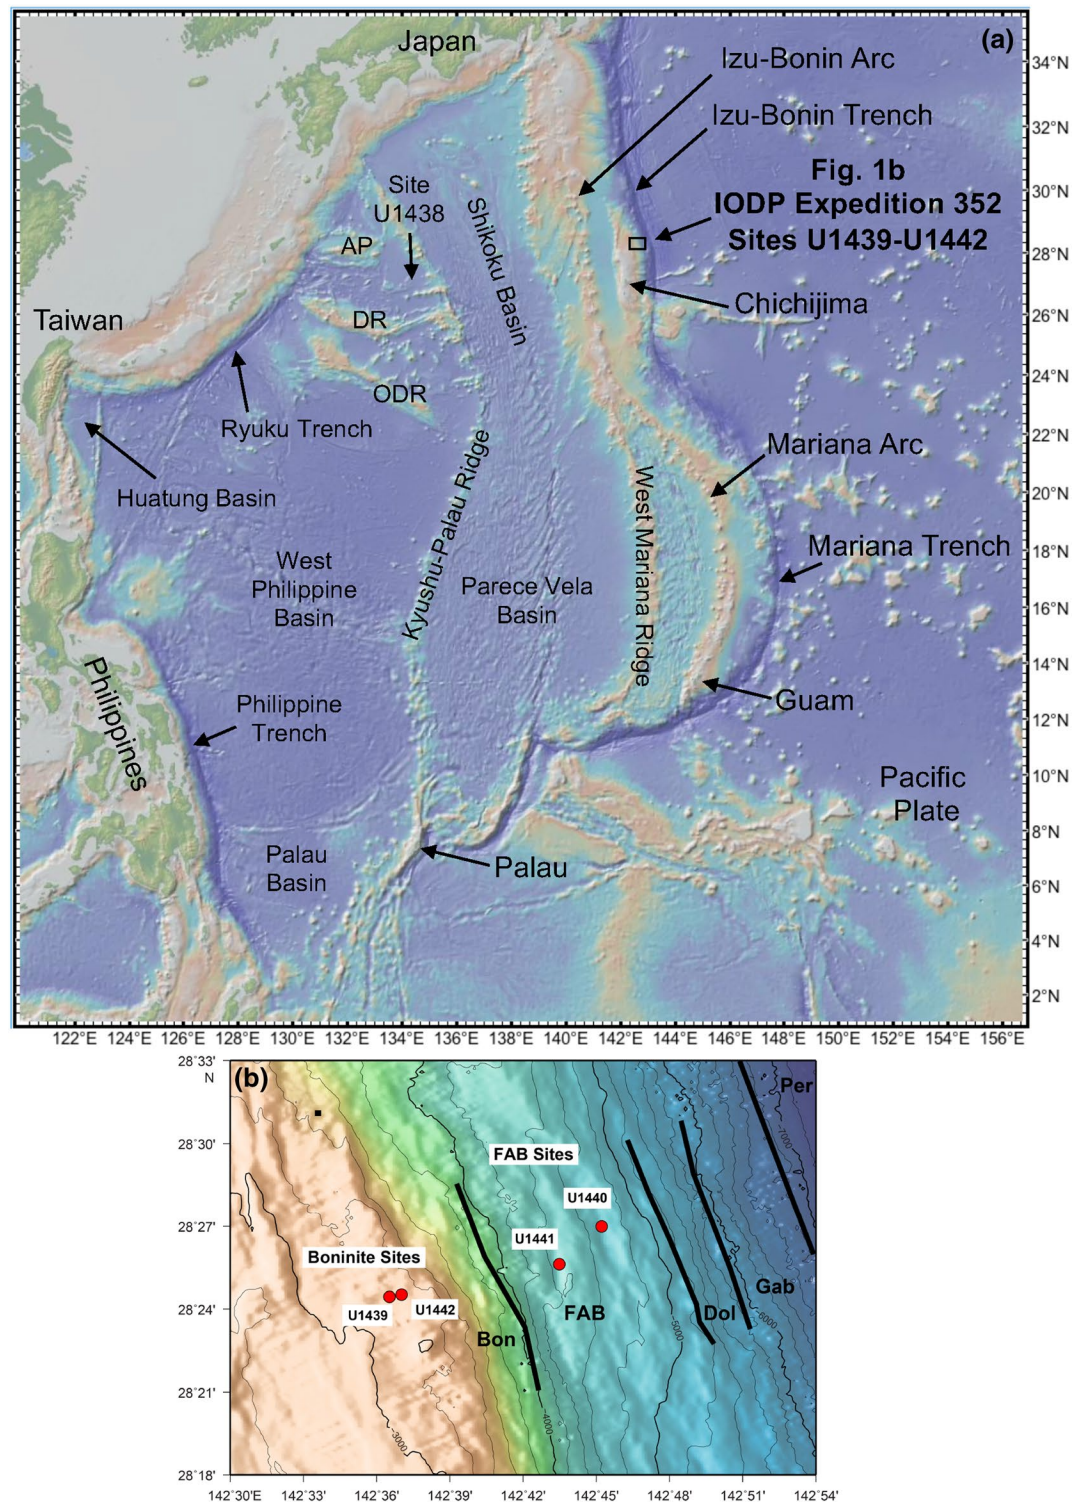 (a)
Japan
Izu-Bonin Arc
Izu-Bonin Trench
Fig. 1b
IODP Expedition 352
Sites U1439-U1442
Site
U1438
Shikoku Basin
AP
Chichijima
DR
Taiwan
ODR
Ryuku Trench
Huatung Basin
Kyushu-Palau Ridge
Mariana Arc
West Mariana Ridge
Mariana Trench
West
Philippine
Basin
Parece Vela
Basin
Philippines
Philippine
Trench
Guam
Pacific
Plate
Palau
Basin
Palau
34°N
32°N
30°N
28°N
26°N
24°N
22°N
20°N
18°N
16°N
14°N
12°N
10°N
8°N
6°N
4°N
2°N
122°E 124°E 126°E 128°E 130°E 132°E 134°E 136°E 138°E 140°E 142°E 144°E 146°E 148°E 150°E 152°E 154°E 156°E
(b)
28˚33'
N
28˚30'
28˚27'
28˚24'
28˚21'
28˚18'
Per
-7000
FAB Sites
U1440
U1441
Boninite Sites
U1439
U1442
Bon
FAB
Dol
Gab
-6000
-5000
-4000
-3000
142˚30'E 142˚33' 142˚36' 142˚39' 142˚42' 142˚45' 142˚48' 142˚51' 142˚54'